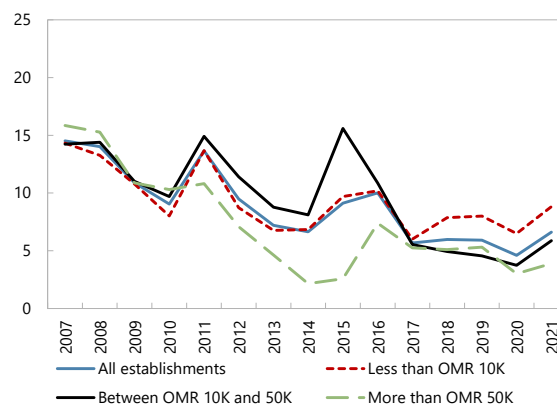 25
20
15
10
5
0
2007 2008 2009 2010 2011 2012 2013 2014 2015 2016 2017 2018 2019 2020 2021
All establishments Less than OMR 10K
Between OMR 10K and 50K More than OMR 50K